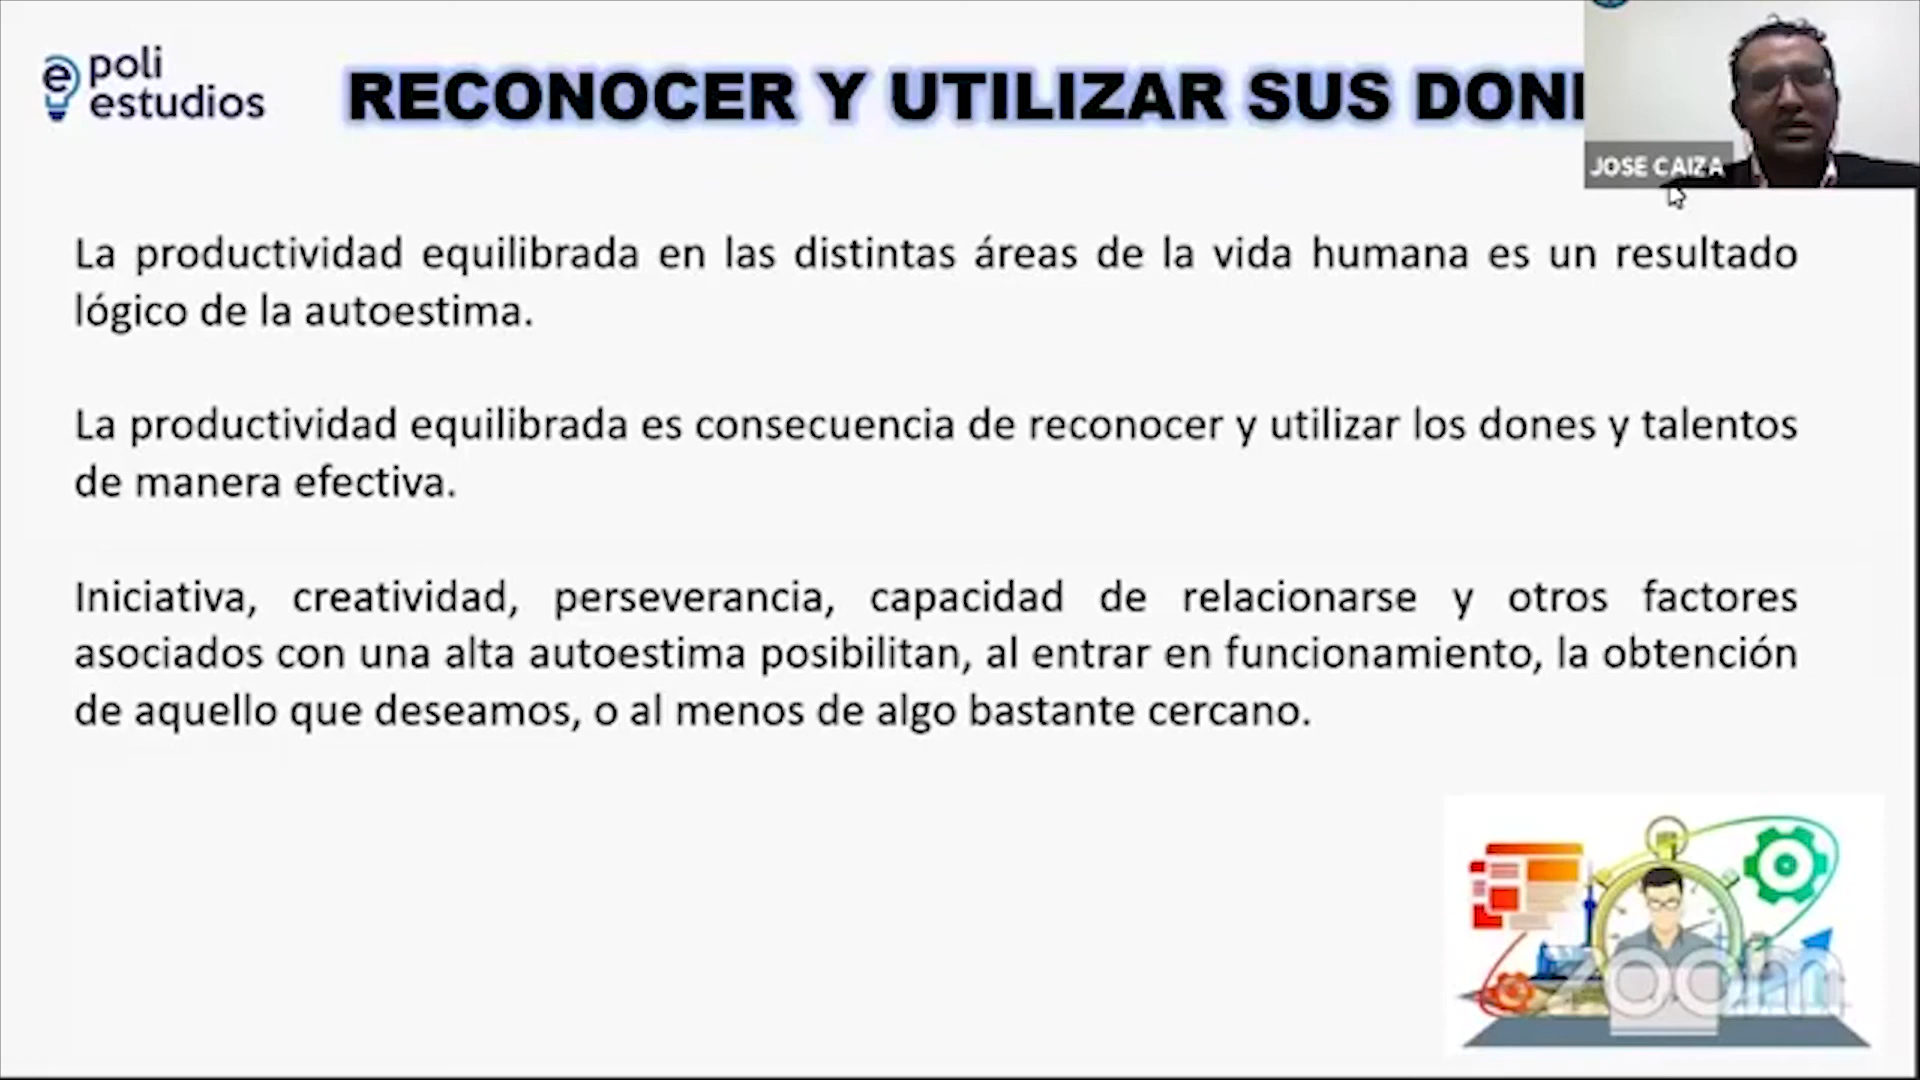 poli
estudios
RECONOCER Y UTILIZAR SUS
JOSE CAIZA
La productividad equilibrada en las distintas áreas de la vida humana es un resultado
lógico de la autoestima.
La productividad equilibrada es consecuencia de reconocer y utilizar los dones y talentos
de manera efectiva.
Iniciativa, creatividad, perseverancia, capacidad de relacionarse y otros factores
asociados con una alta autoestima posibilitan, al entrar en funcionamiento, la obtención
de aquello que deseamos, o al menos de algo bastante cercano.
zoom